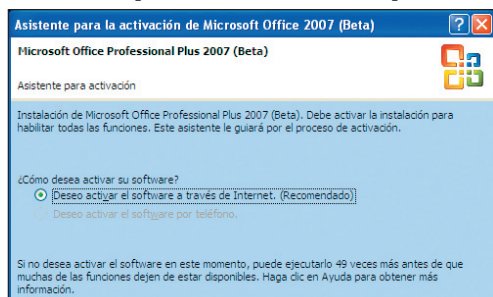 Asistente para la activación de Microsoft Office 2007 (Beta)
Microsoft Office Professional Plus 2007 (Beta)
Asistente para activación
Instalación de Microsoft Office Professional Plus 2007 (Beta). Debe activar la instalación para
habilitar todas las funciones. Este asistente le guiará por el proceso de activación.
¿Cómo desea activar su software?
Deseo activar el software a través de Internet. (Recomendado)
Deseo activar el software por teléfono.
Si no desea activar el software en este momento, puede ejecutarlo 49 veces más antes de que
muchas de las funciones dejen de estar disponibles. Haga clic en Ayuda para obtener más
información.